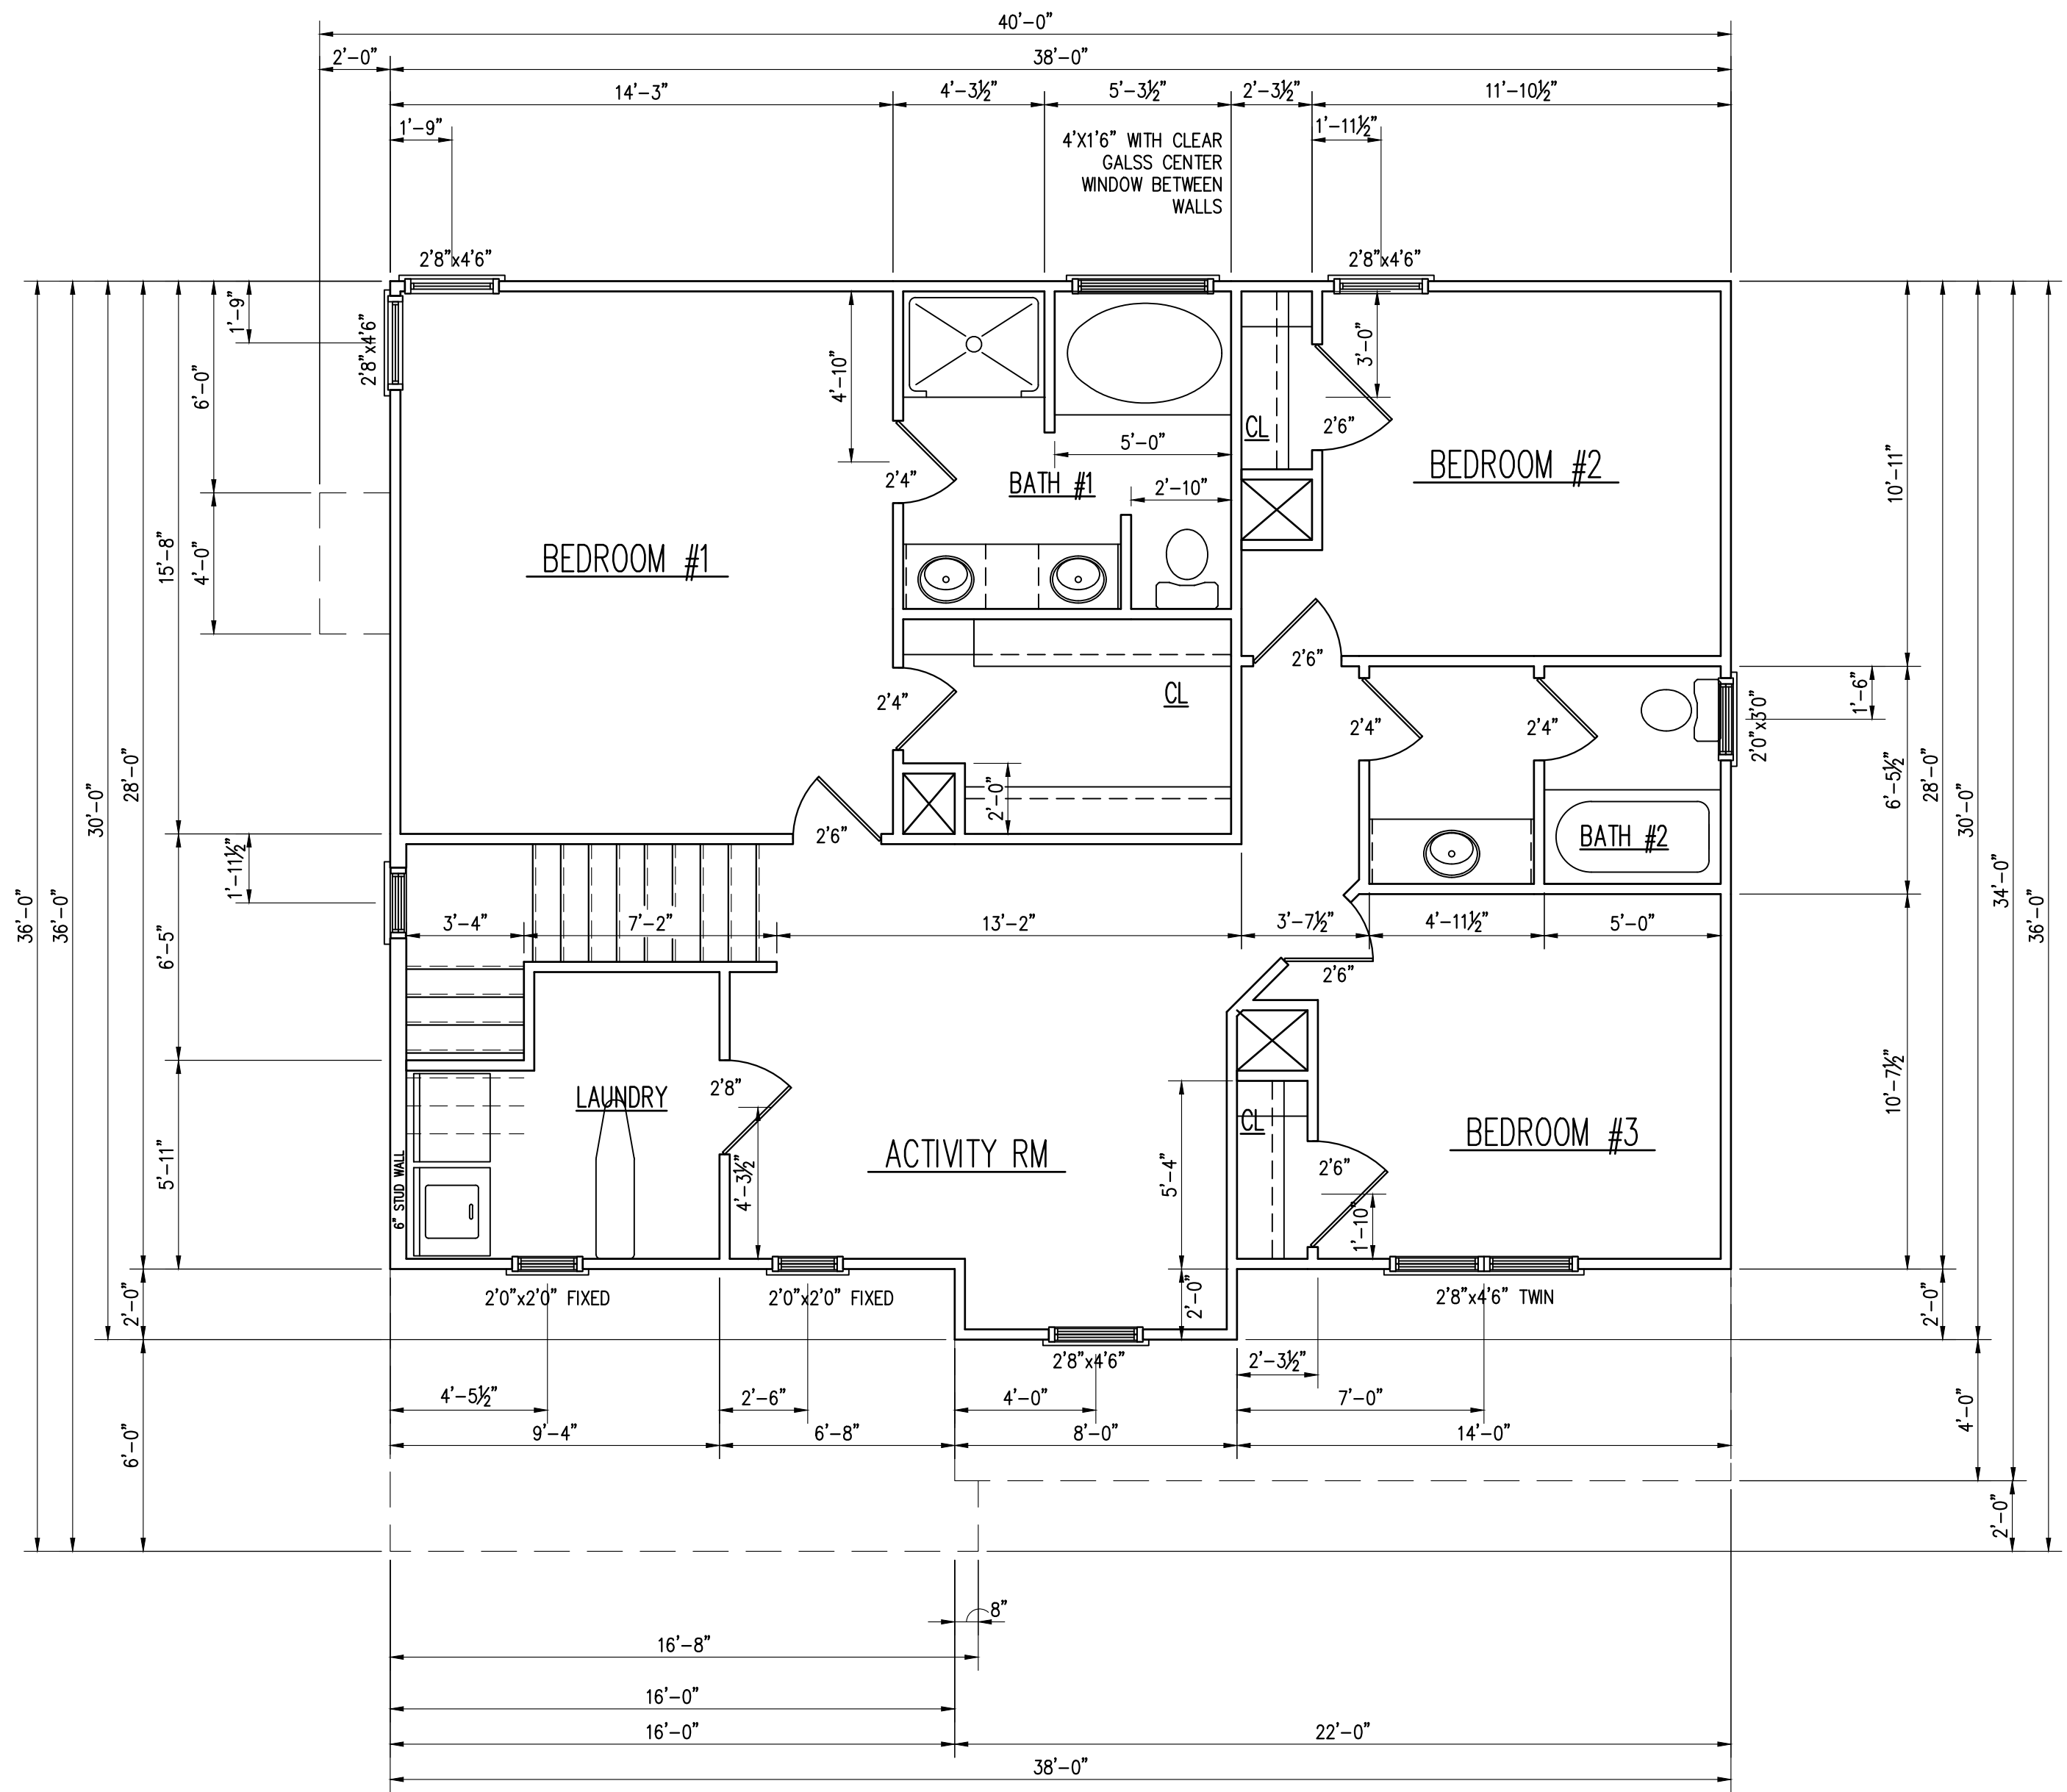 40'-0"
2'-0" 38'-0"
14'-3" 4'-3½" 5'-3½" 2'-3½" 11'-10½"
1'-9" 1'-11½"
4'X1'6" WITH CLEAR
GALSS CENTER
WINDOW BETWEEN
WALLS
2'8"x4'6" 2'8"x4'6"
1'-9"
2'8"x4'6"
6'-0"
4'-0"
15'-8"
28'-0"
30'-0"
36'-0"
36'-0"
4'-10"
3'-0"
CL
2'6"
5'-0"
2'4"
BATH #1
2'-10"
BEDROOM #2
BEDROOM #1
10'-11"
2'6"
CL
2'4"
2'4"
2'4"
2'0"x3'0"
1'-6"
6'-5½"
28'-0"
30'-0"
34'-0"
36'-0"
2'-0"
2'6"
BATH #2
1'-11½"
6'-5"
3'-4" 7'-2" 13'-2" 3'-7½" 4'-11½" 5'-0"
2'6"
2'8"
LAUNDRY
10'-7½"
CL
BEDROOM #3
ACTIVITY RM
5'-11"
6" STUD WALL
4'-3½"
5'-4"
2'6"
1'-10
2'-0"
2'-0"
2'-0"
2'0"x2'0" FIXED 2'0"x2'0" FIXED
2'8"x4'6" TWIN
2'8"x4'6"
2'-3½"
4'-5½" 2'-6" 4'-0" 7'-0"
9'-4" 6'-8" 8'-0" 14'-0"
6'-0"
4'-0"
2'-0"
8"
16'-8"
16'-0"
16'-0" 22'-0"
38'-0"